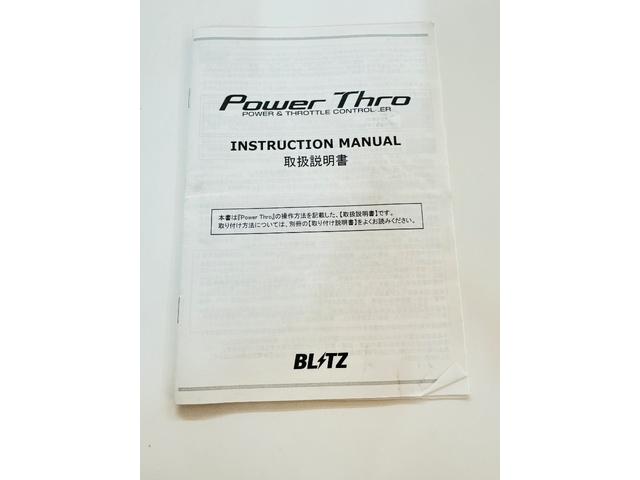 Power Thro
POWER & THROTTLE CONTROLLER
INSTRUCTION MANUAL
取扱説明書
本書は『Power Thro』の操作方法を記載した、【取扱説明書】です。
取り付け方法については、別冊の【取り付け説明書】をよくお読みください。
BLITZ